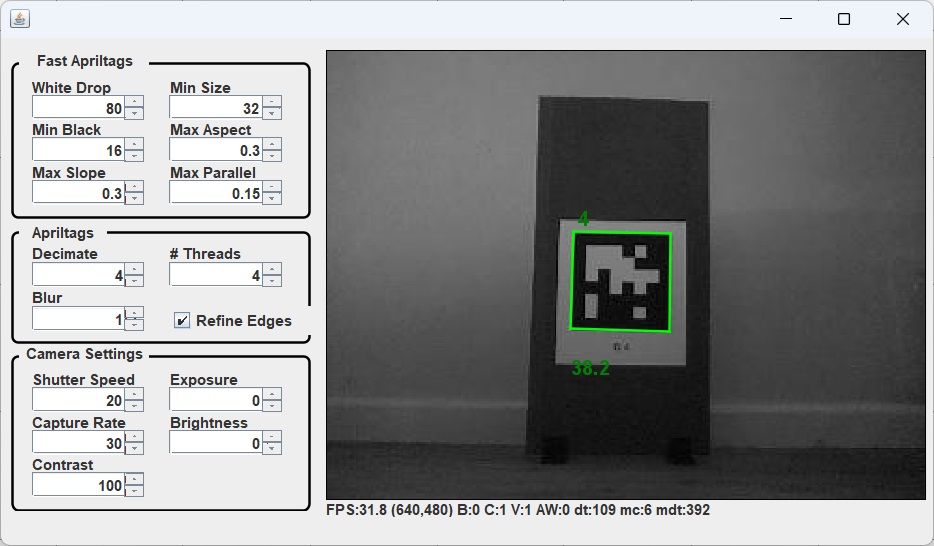 Fast Apriltags
White Drop
80
Min Size
32
Min Black
16
Max Aspect
0.3
Max Slope
0.3
Max Parallel
0.15
Apriltags
Decimate
4
# Threads
4
Blur
1
Refine Edges
Camera Settings
Shutter Speed
20
Exposure
0
Capture Rate
30
Brightness
0
Contrast
100
4
38.2
FPS:31.8 (640,480) B:0 C:1 V:1 AW:0 dt:109 mc:6 mdt:392